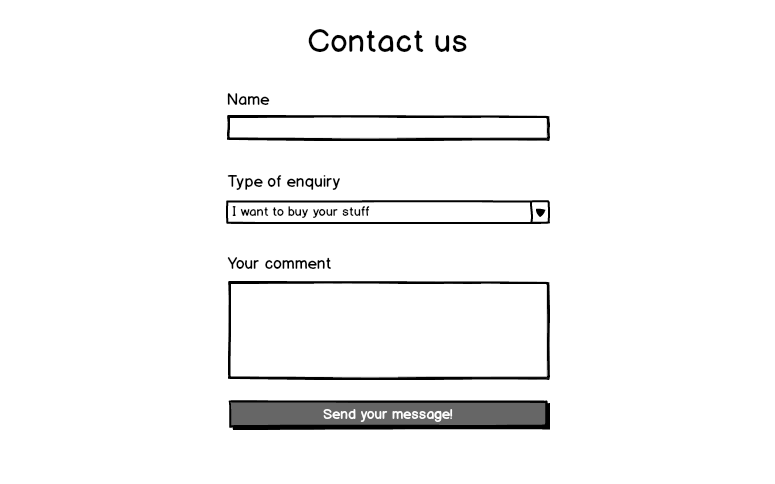 Contact us
Name
Type of enquiry
I want to buy your stuff
Your comment
Send your message!